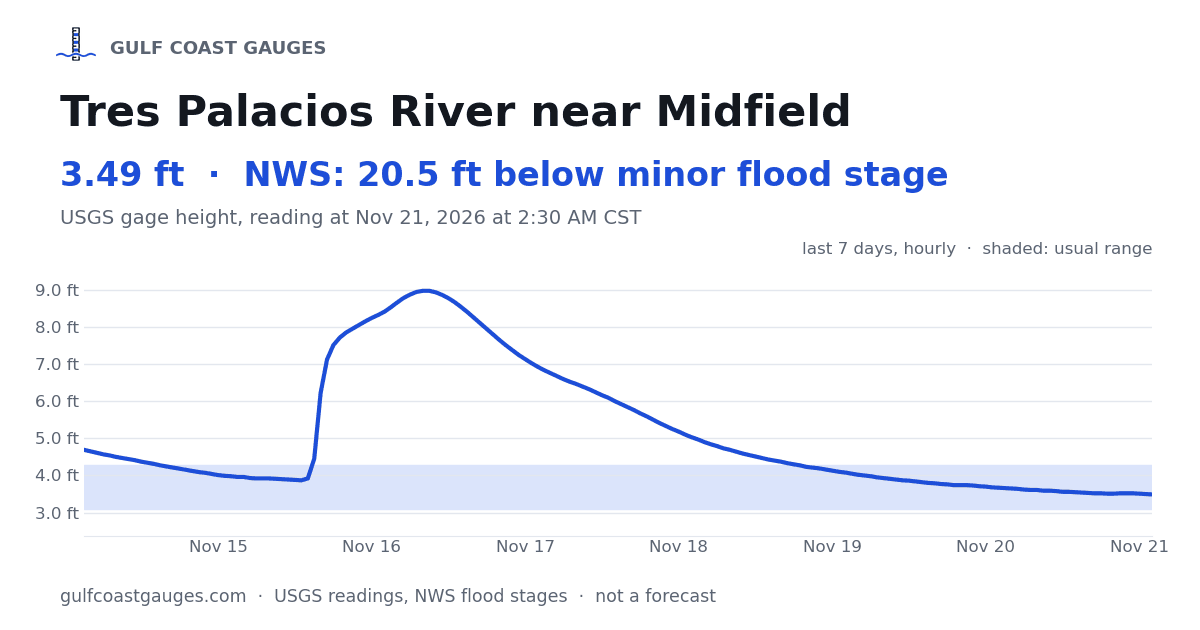 GULF COAST GAUGES
Tres Palacios River near Midfield
3.49 ft · NWS: 20.5 ft below minor flood stage
USGS gage height, reading at Nov 21, 2026 at 2:30 AM CST
last 7 days, hourly · shaded: usual range
9.0 ft
8.0 ft
7.0 ft
6.0 ft
5.0 ft
4.0 ft
3.0 ft
Nov 15 Nov 16 Nov 17 Nov 18 Nov 19 Nov 20 Nov 21
gulfcoastgauges.com · USGS readings, NWS flood stages · not a forecast